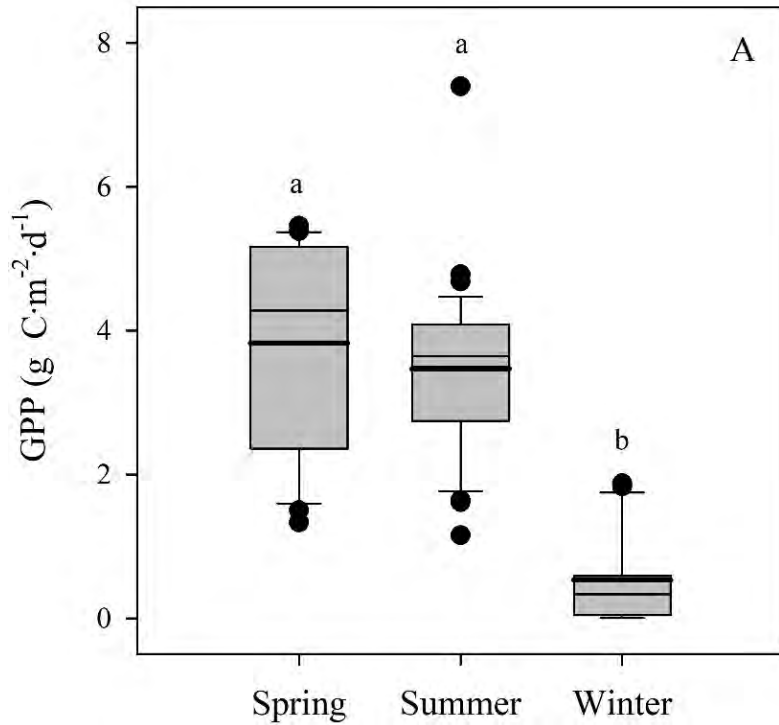 A
8
a
6
a
4
2
b
0
GPP (g C·m⁻²·d⁻¹)
Spring Summer Winter